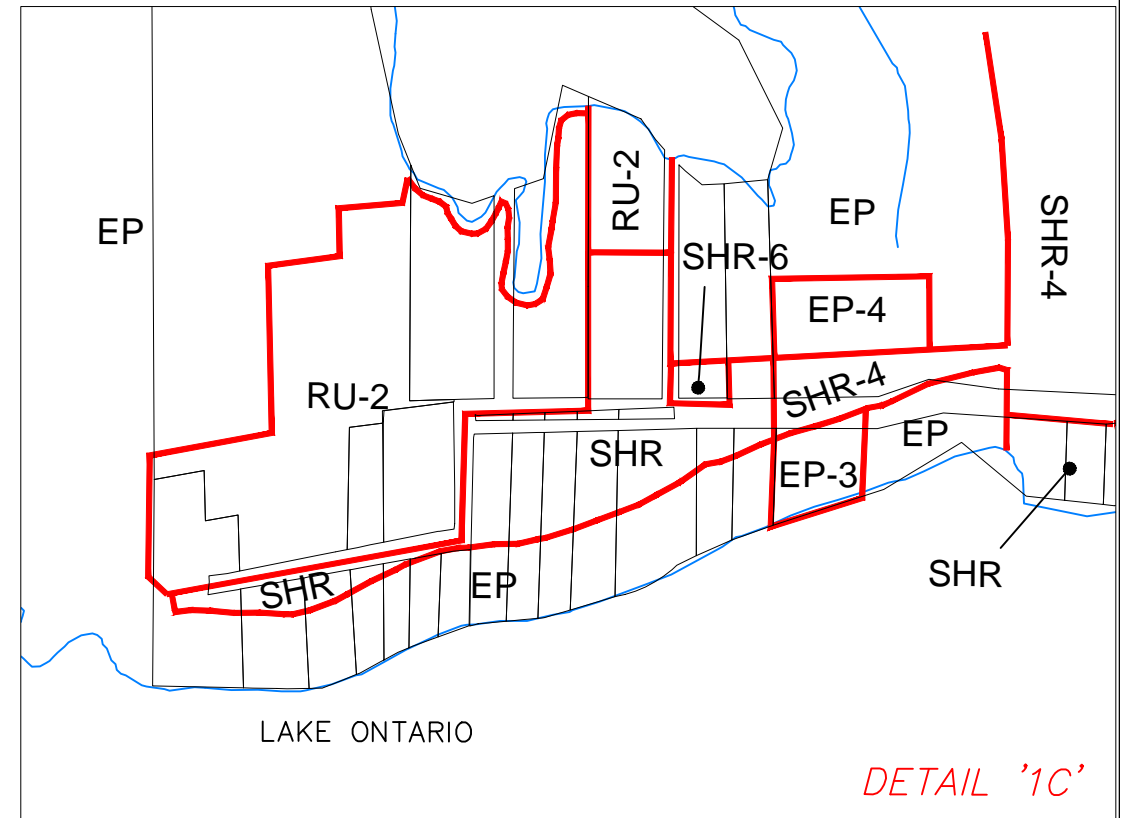 RU-2
EP
EP
SHR-4
SHR-6
EP-4
RU-2
SHR-4
SHR
EP
EP-3
SHR
EP
SHR
LAKE ONTARIO
DETAIL '1C'